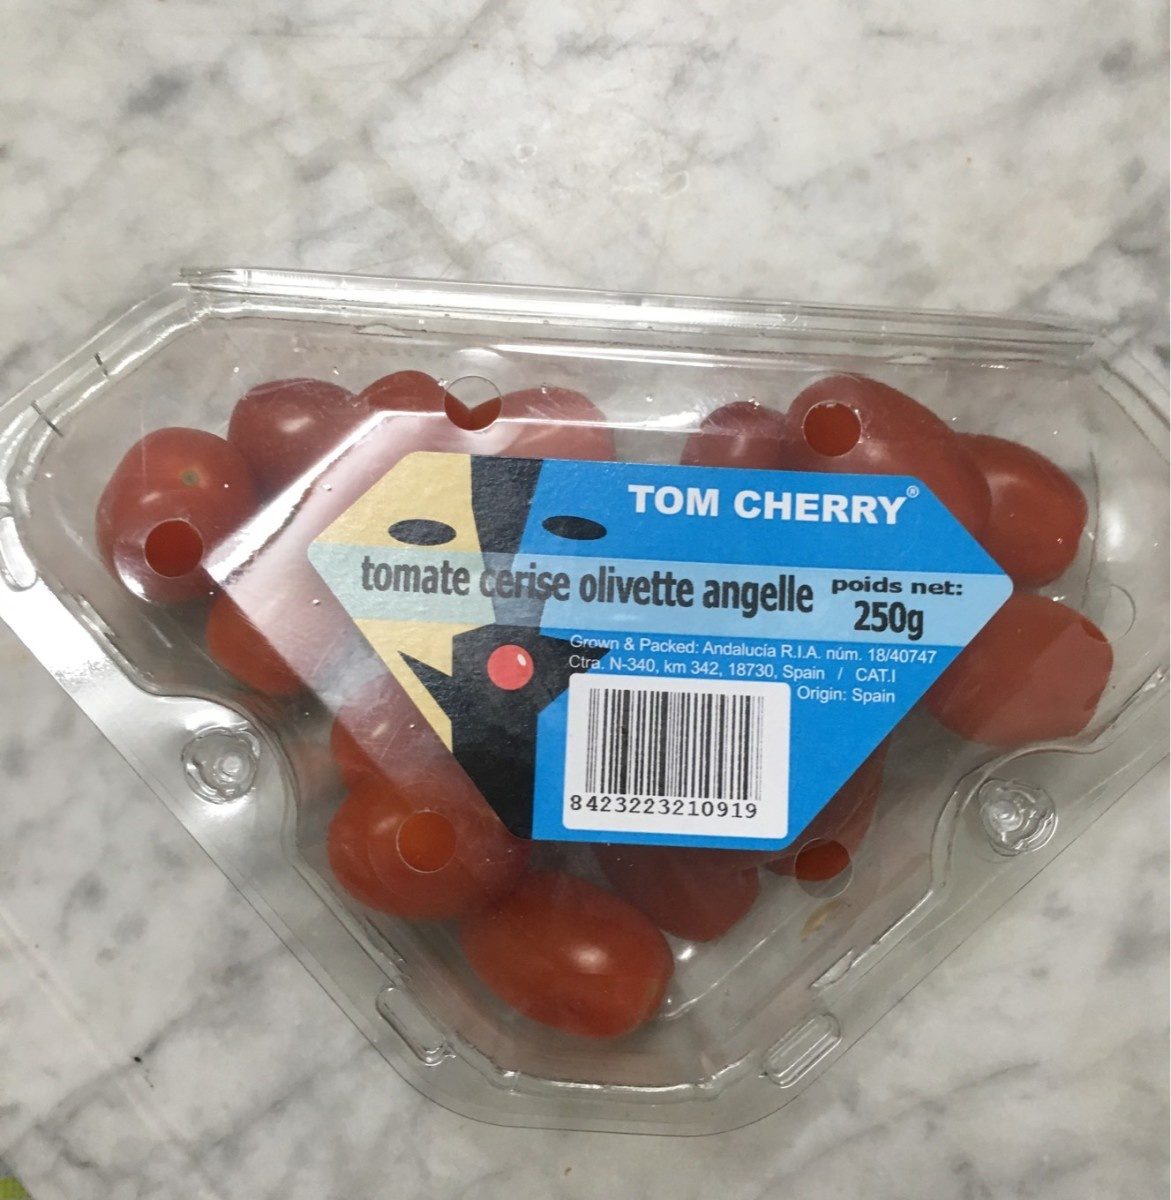 TOM CHERRY®
tomate cerise olivette angelle
poids net:
250g
Grown & Packed: Andalucía R.I.A. núm. 18/40747
Ctra. N-340, km 342, 18730, Spain / CAT.I
Origin: Spain
8423223210919